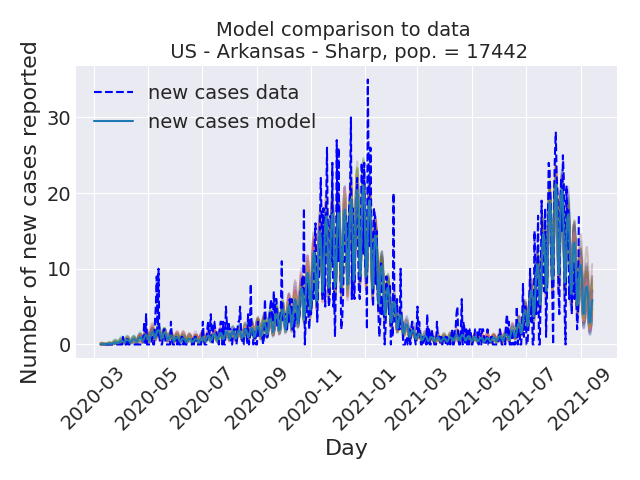 Model comparison to data
US - Arkansas - Sharp, pop. = 17442
Number of new cases reported
new cases data
new cases model
30
20
10
0
2020-03
2020-05
2020-07
2020-09
2020-11
2021-01
2021-03
2021-05
2021-07
2021-09
Day